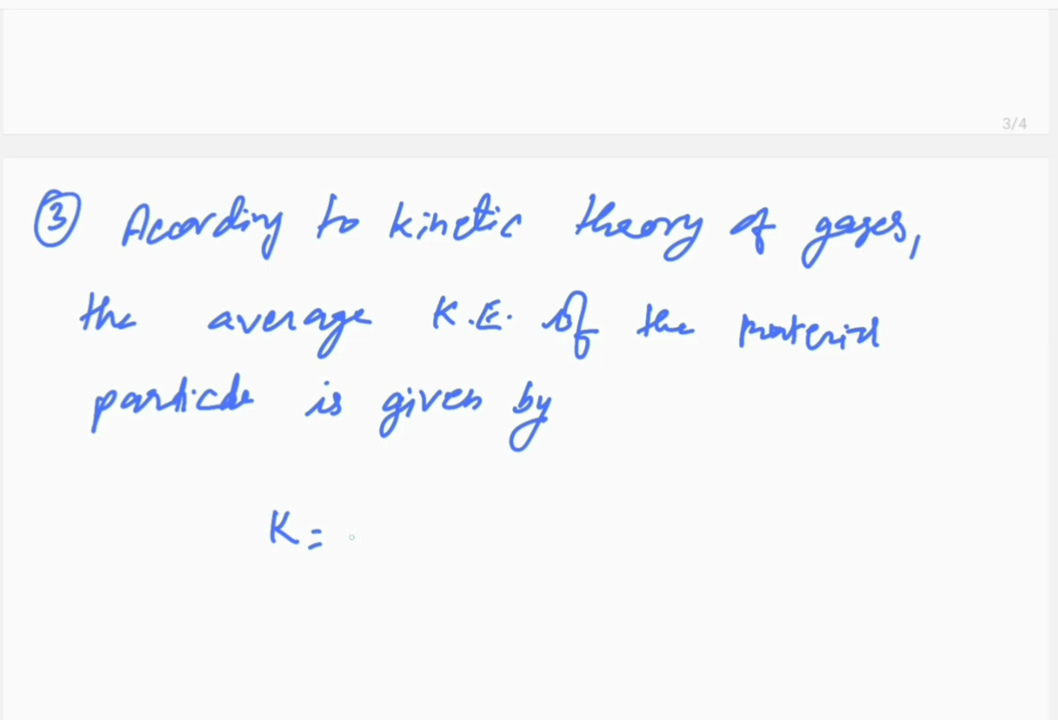 3/4
③ According to kinetic theory of gases,
the average K.E. of the material
particle is given by
K =